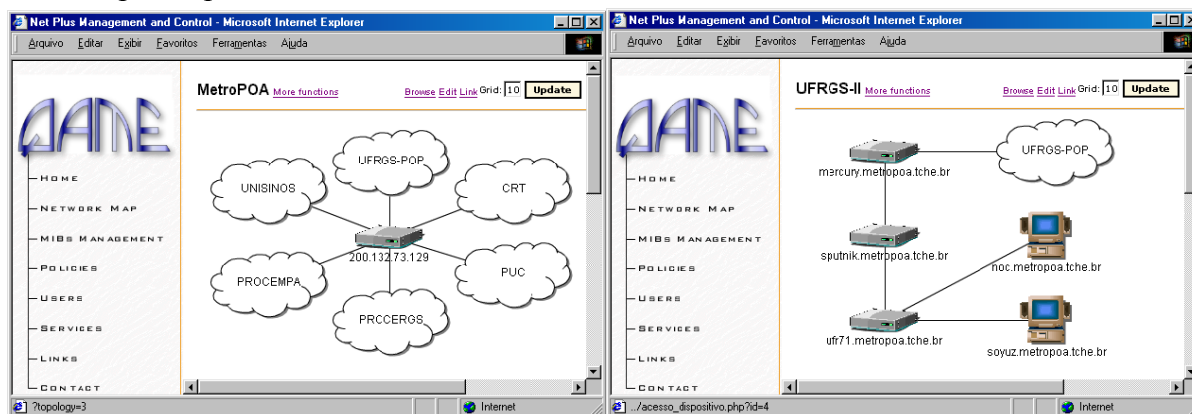 Net Plus Management and Control - Microsoft Internet Explorer
Arquivo Editar Exibir Favoritos Ferramentas Ajuda
QAME
HOME
NETWORK MAP
MIBS MANAGEMENT
POLICIES
USERS
SERVICES
LINKS
CONTACT
MetroPOA More functions Browse Edit Link Grid: 10 Update
UFRGS-POP
UNISINOS
CRT
200.132.73.129
PROCEMPA
PUC
PRCCERGS
?topology=3 Internet
Net Plus Management and Control - Microsoft Internet Explorer
Arquivo Editar Exibir Favoritos Ferramentas Ajuda
QAME
HOME
NETWORK MAP
MIBS MANAGEMENT
POLICIES
USERS
SERVICES
LINKS
CONTACT
UFRGS-II More functions Browse Edit Link Grid: 10 Update
UFRGS-POP
mercury.metropoa.tche.br
sputnik.metropoa.tche.br
noc.metropoa.tche.br
ufr71.metropoa.tche.br
soyuz.metropoa.tche.br
../acesso_dispositivo.php?id=4 Internet